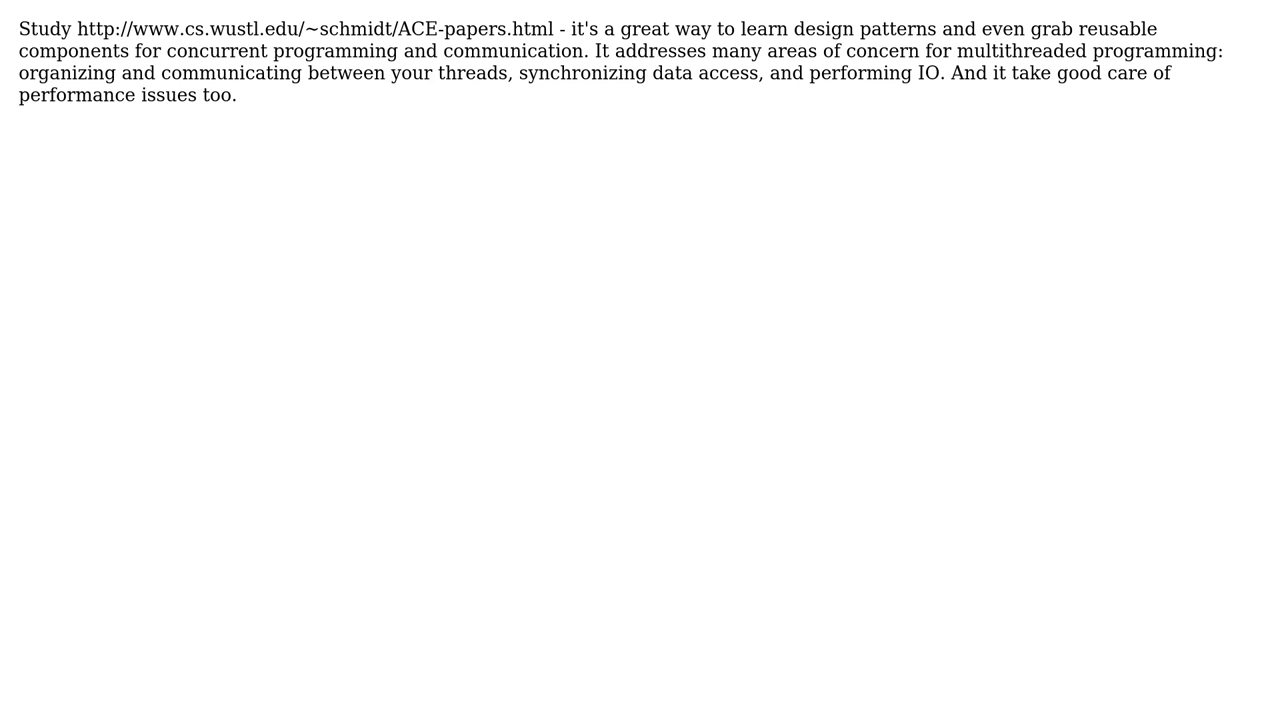 Study http://www.cs.wustl.edu/~schmidt/ACE-papers.html - it's a great way to learn design patterns and even grab reusable
components for concurrent programming and communication. It addresses many areas of concern for multithreaded programming:
organizing and communicating between your threads, synchronizing data access, and performing IO. And it take good care of
performance issues too.